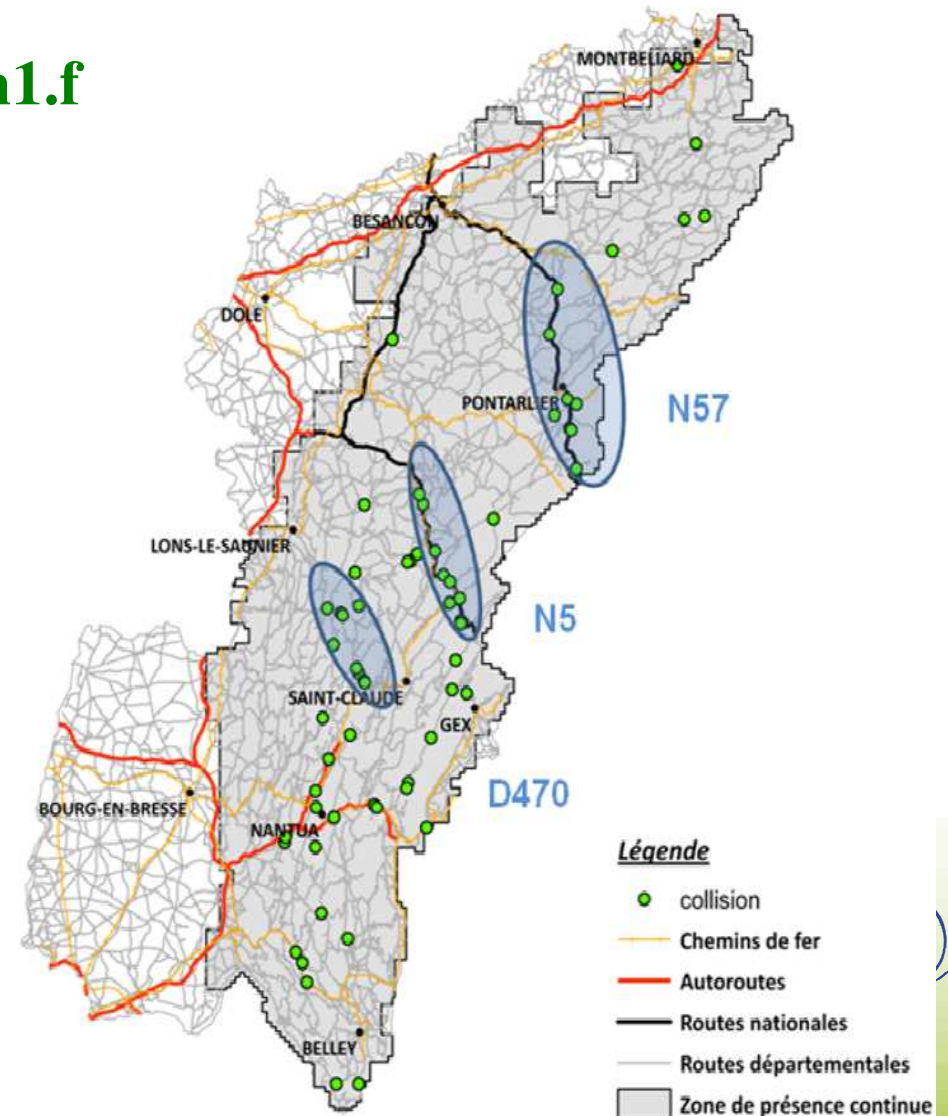 n1.f
MONTBELIARD
BESANCON
DOLE
PONTARLIER
N57
LONS-LE-SAUNIER
N5
SAINT-CLAUDE
GEX
D470
BOURG-EN-BRESSE
NANTUA
BELLEY
Légende
collision
Chemins de fer
Autoroutes
Routes nationales
Routes départementales
Zone de présence continue